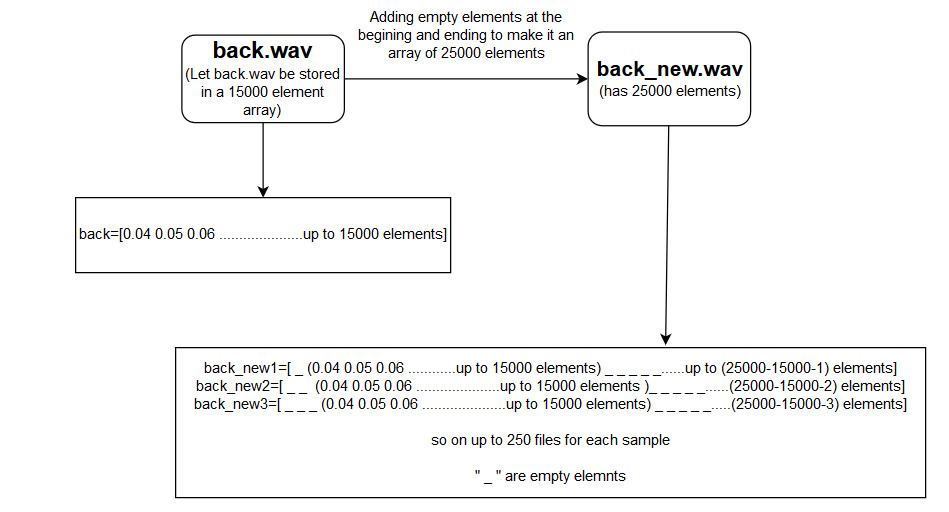 Adding empty elements at the
begining and ending to make it an
array of 25000 elements
back.wav
(Let back.wav be stored
in a 15000 element
array)
back_new.wav
(has 25000 elements)
back=[0.04 0.05 0.06 .....................up to 15000 elements]
back_new1=[ _ (0.04 0.05 0.06 ............up to 15000 elements) _ _ _ _ _......up to (25000-15000-1) elements]
back_new2=[ _ _ (0.04 0.05 0.06 .....................up to 15000 elements )_ _ _ _ _......(25000-15000-2) elements]
back_new3=[ _ _ _ (0.04 0.05 0.06 .....................up to 15000 elements) _ _ _ _ _.....(25000-15000-3) elements]
so on up to 250 files for each sample
" _ " are empty elemnts